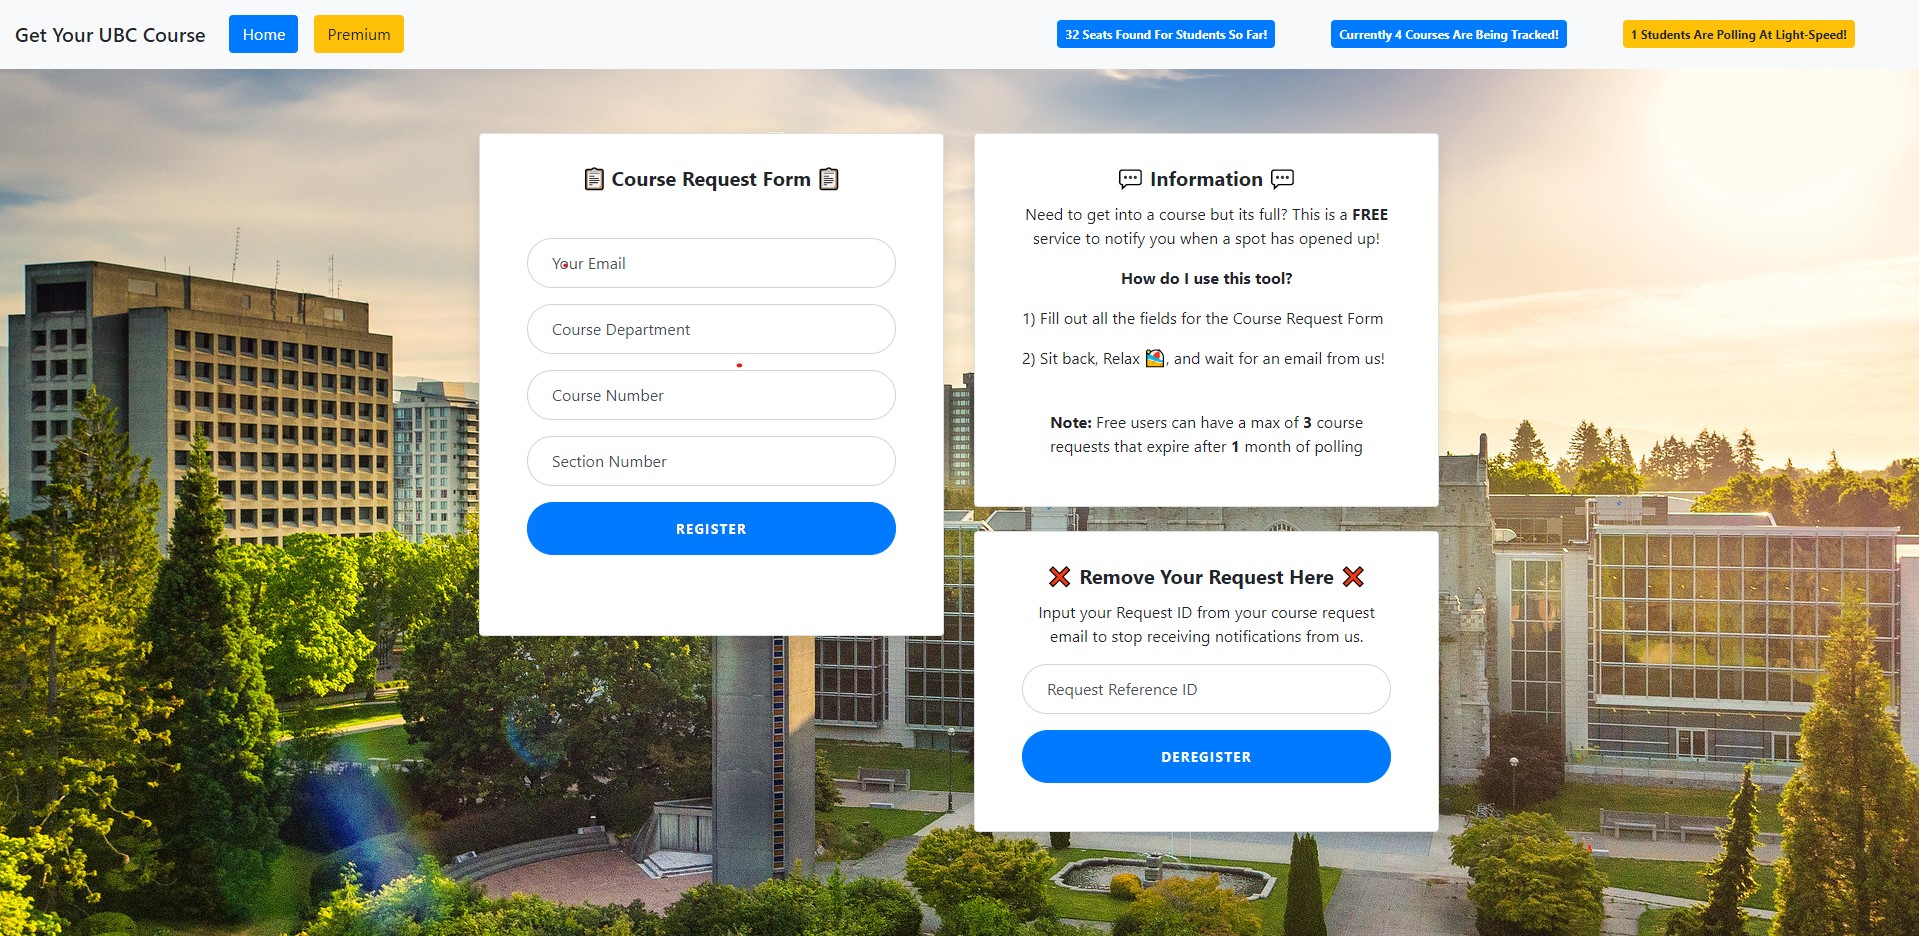 Get Your UBC Course
Home
Premium
32 Seats Found For Students So Far!
Currently 4 Courses Are Being Tracked!
1 Students Are Polling At Light-Speed!
Course Request Form
Your Email
Course Department
Course Number
Section Number
REGISTER
Information
Need to get into a course but its full? This is a FREE
service to notify you when a spot has opened up!
How do I use this tool?
1) Fill out all the fields for the Course Request Form
2) Sit back, Relax 🏖, and wait for an email from us!
Note: Free users can have a max of 3 course
requests that expire after 1 month of polling
Remove Your Request Here
Input your Request ID from your course request
email to stop receiving notifications from us.
Request Reference ID
DEREGISTER